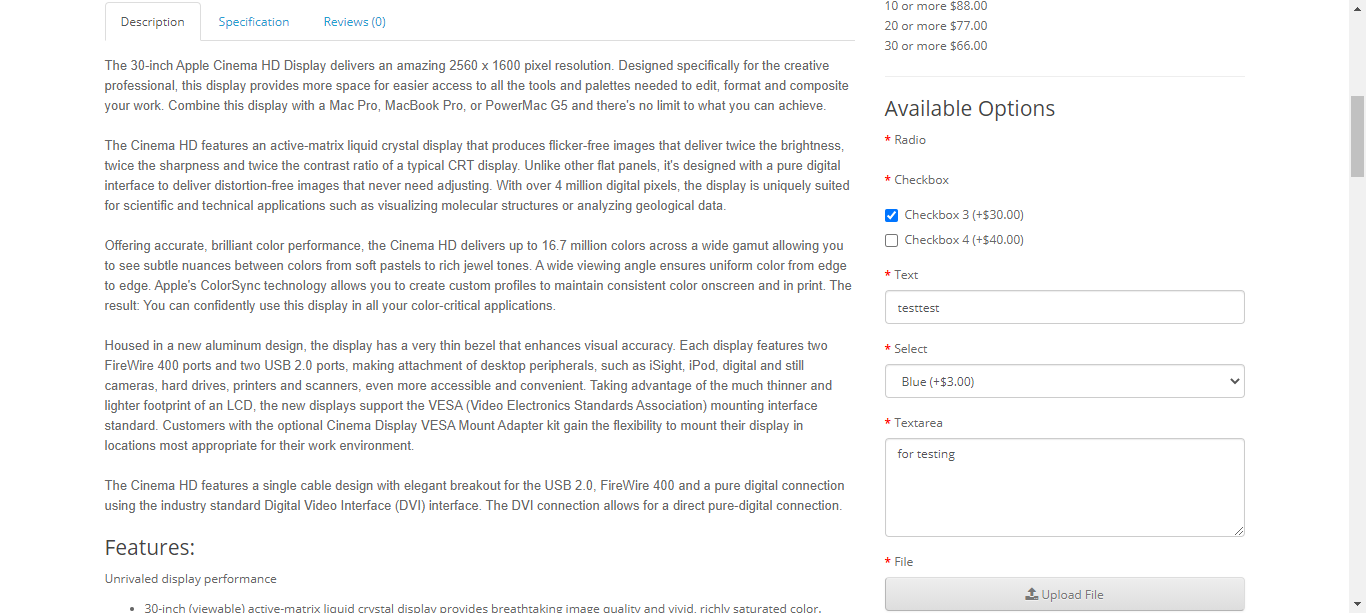 Description
Specification
Reviews (0)
The 30-inch Apple Cinema HD Display delivers an amazing 2560 x 1600 pixel resolution. Designed specifically for the creative
professional, this display provides more space for easier access to all the tools and palettes needed to edit, format and composite
your work. Combine this display with a Mac Pro, MacBook Pro, or PowerMac G5 and there's no limit to what you can achieve.
The Cinema HD features an active-matrix liquid crystal display that produces flicker-free images that deliver twice the brightness,
twice the sharpness and twice the contrast ratio of a typical CRT display. Unlike other flat panels, it's designed with a pure digital
interface to deliver distortion-free images that never need adjusting. With over 4 million digital pixels, the display is uniquely suited
for scientific and technical applications such as visualizing molecular structures or analyzing geological data.
Offering accurate, brilliant color performance, the Cinema HD delivers up to 16.7 million colors across a wide gamut allowing you
to see subtle nuances between colors from soft pastels to rich jewel tones. A wide viewing angle ensures uniform color from edge
to edge. Apple's ColorSync technology allows you to create custom profiles to maintain consistent color onscreen and in print. The
result: You can confidently use this display in all your color-critical applications.
Housed in a new aluminum design, the display has a very thin bezel that enhances visual accuracy. Each display features two
FireWire 400 ports and two USB 2.0 ports, making attachment of desktop peripherals, such as iSight, iPod, digital and still
cameras, hard drives, printers and scanners, even more accessible and convenient. Taking advantage of the much thinner and
lighter footprint of an LCD, the new displays support the VESA (Video Electronics Standards Association) mounting interface
standard. Customers with the optional Cinema Display VESA Mount Adapter kit gain the flexibility to mount their display in
locations most appropriate for their work environment.
The Cinema HD features a single cable design with elegant breakout for the USB 2.0, FireWire 400 and a pure digital connection
using the industry standard Digital Video Interface (DVI) interface. The DVI connection allows for a direct pure-digital connection.
Features:
Unrivaled display performance
• 30-inch (viewable) active-matrix liquid crystal display provides breathtaking image quality and vivid, richly saturated color.
10 or more $88.00
20 or more $77.00
30 or more $66.00
Available Options
* Radio
* Checkbox
Checkbox 3 (+$30.00)
Checkbox 4 (+$40.00)
* Text
testtest
* Select
Blue (+$3.00)
* Textarea
for testing
* File
Upload File